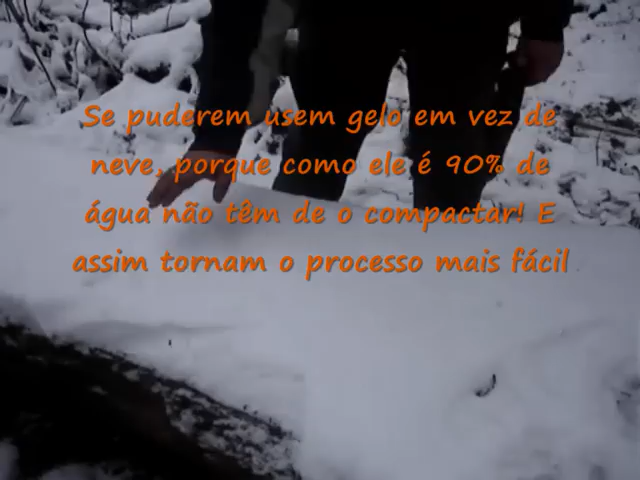 Se puderem usem gelo em vez de
neve, porque como ele é 90% de
água não têm de o compactar! E
assim tornam o processo mais fácil